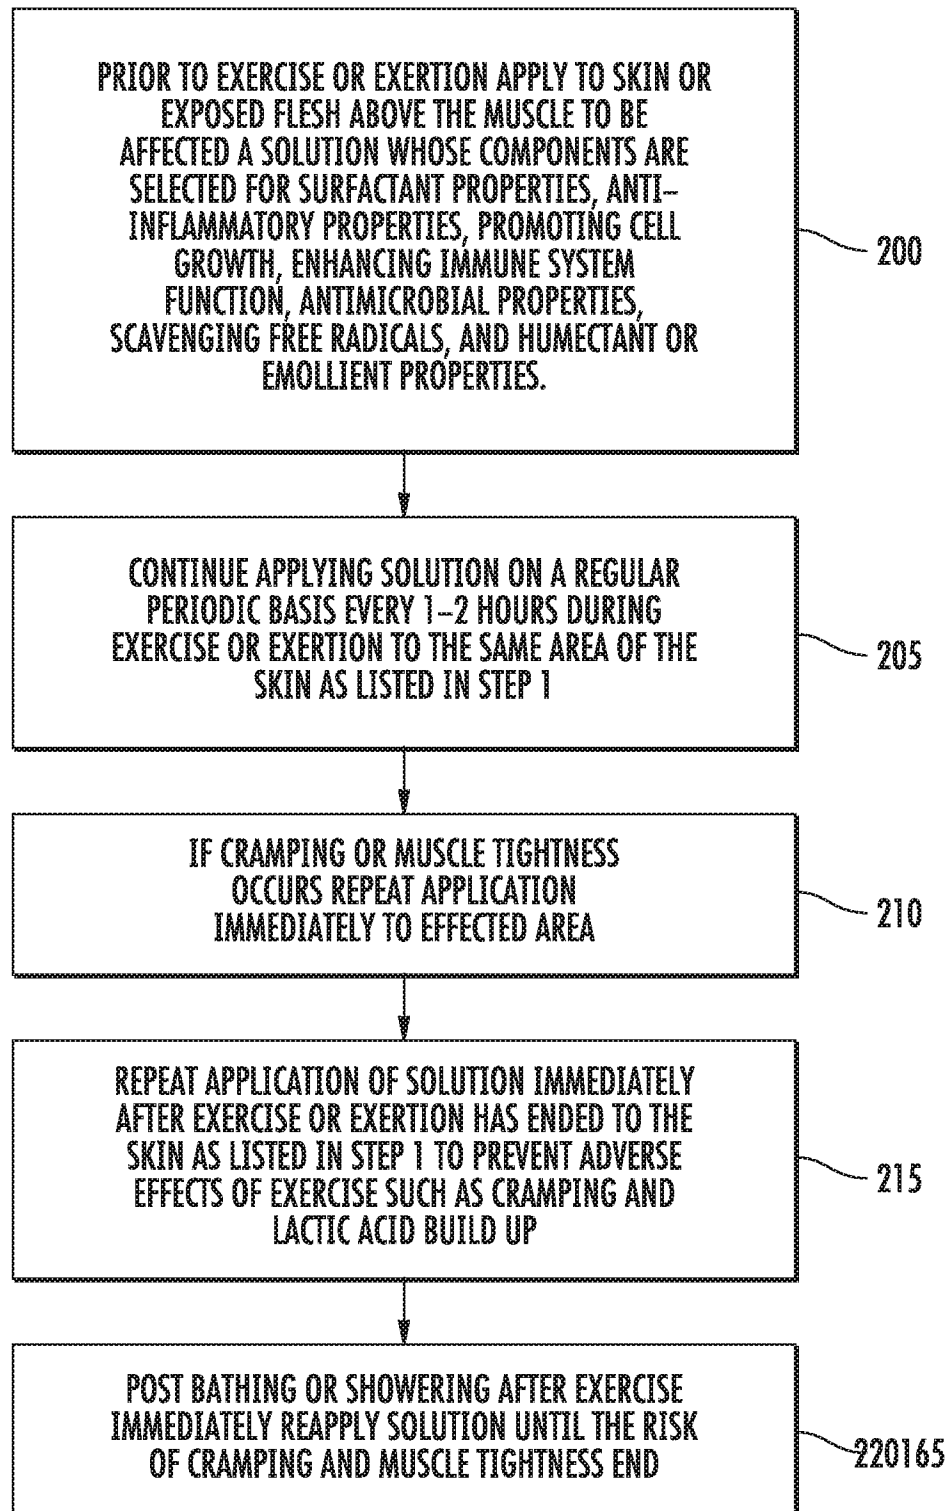 PRIOR TO EXERCISE OR EXERTION APPLY TO SKIN OR
EXPOSED FLESH ABOVE THE MUSCLE TO BE
AFFECTED A SOLUTION WHOSE COMPONENTS ARE
SELECTED FOR SURFACTANT PROPERTIES, ANTI–
INFLAMMATORY PROPERTIES, PROMOTING CELL
GROWTH, ENHANCING IMMUNE SYSTEM
FUNCTION, ANTIMICROBIAL PROPERTIES,
SCAVENGING FREE RADICALS, AND HUMECTANT OR
EMOLLIENT PROPERTIES.
200
CONTINUE APPLYING SOLUTION ON A REGULAR
PERIODIC BASIS EVERY 1–2 HOURS DURING
EXERCISE OR EXERTION TO THE SAME AREA OF THE
SKIN AS LISTED IN STEP 1
205
IF CRAMPING OR MUSCLE TIGHTNESS
OCCURS REPEAT APPLICATION
IMMEDIATELY TO EFFECTED AREA
210
REPEAT APPLICATION OF SOLUTION IMMEDIATELY
AFTER EXERCISE OR EXERTION HAS ENDED TO THE
SKIN AS LISTED IN STEP 1 TO PREVENT ADVERSE
EFFECTS OF EXERCISE SUCH AS CRAMPING AND
LACTIC ACID BUILD UP
215
POST BATHING OR SHOWERING AFTER EXERCISE
IMMEDIATELY REAPPLY SOLUTION UNTIL THE RISK
OF CRAMPING AND MUSCLE TIGHTNESS END
220165